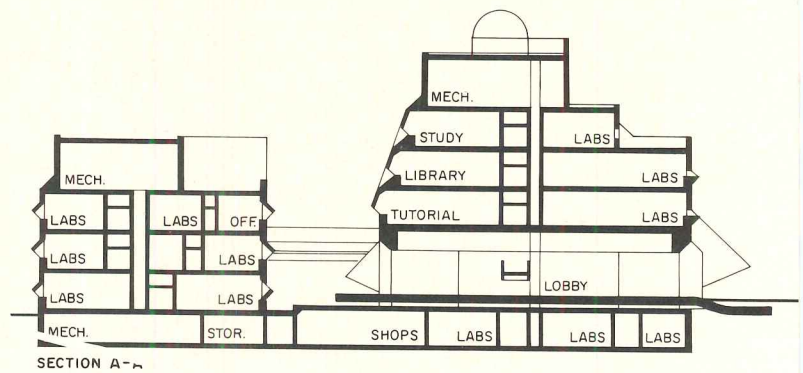 MECH.
STUDY LABS
MECH. LIBRARY LABS
LABS LABS OFF. TUTORIAL LABS
LABS LABS
LABS LABS LOBBY
MECH. STOR. SHOPS LABS LABS LABS
SECTION A-